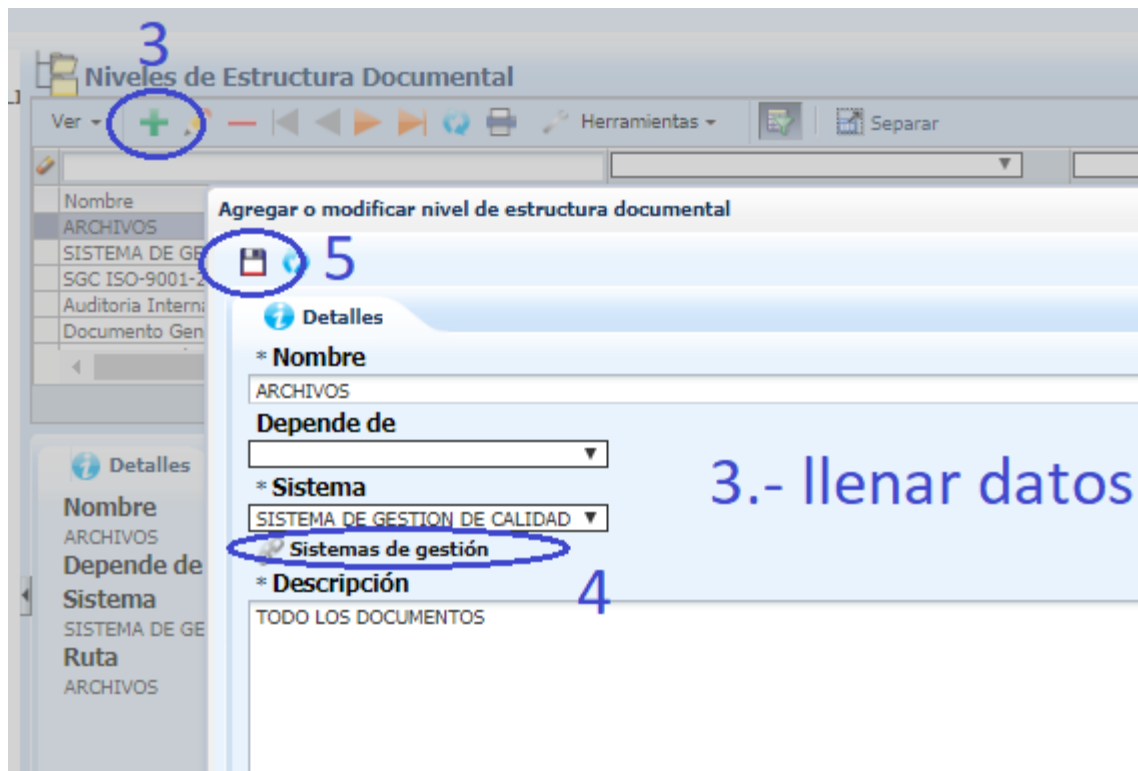 3
Niveles de Estructura Documental
Ver Herramientas Separar
Nombre
ARCHIVOS
SISTEMA DE GE
SGC ISO-9001-2
Auditoria Interna
Documento Gen
Agregar o modificar nivel de estructura documental
5
Detalles
* Nombre
ARCHIVOS
Depende de
* Sistema
SISTEMA DE GESTION DE CALIDAD
Sistemas de gestión
4
* Descripción
TODO LOS DOCUMENTOS
3.- llenar datos
Detalles
Nombre
ARCHIVOS
Depende de
Sistema
SISTEMA DE GE
Ruta
ARCHIVOS